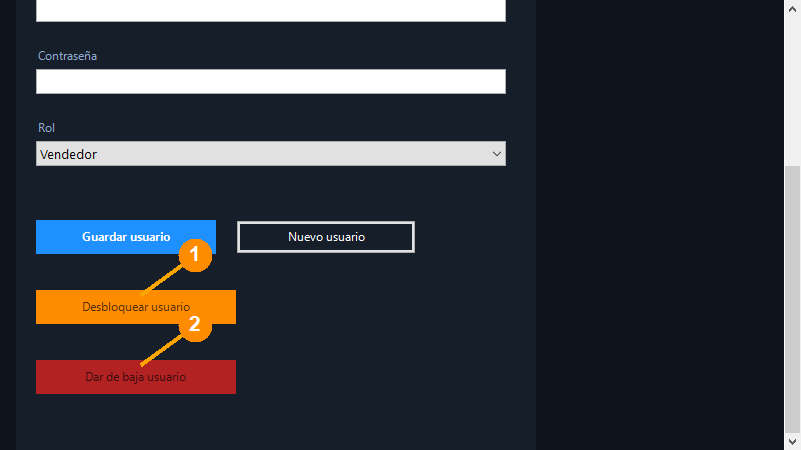 Contraseña
Rol
Vendedor
Guardar usuario
Nuevo usuario
1
Desbloquear usuario
2
Dar de baja usuario